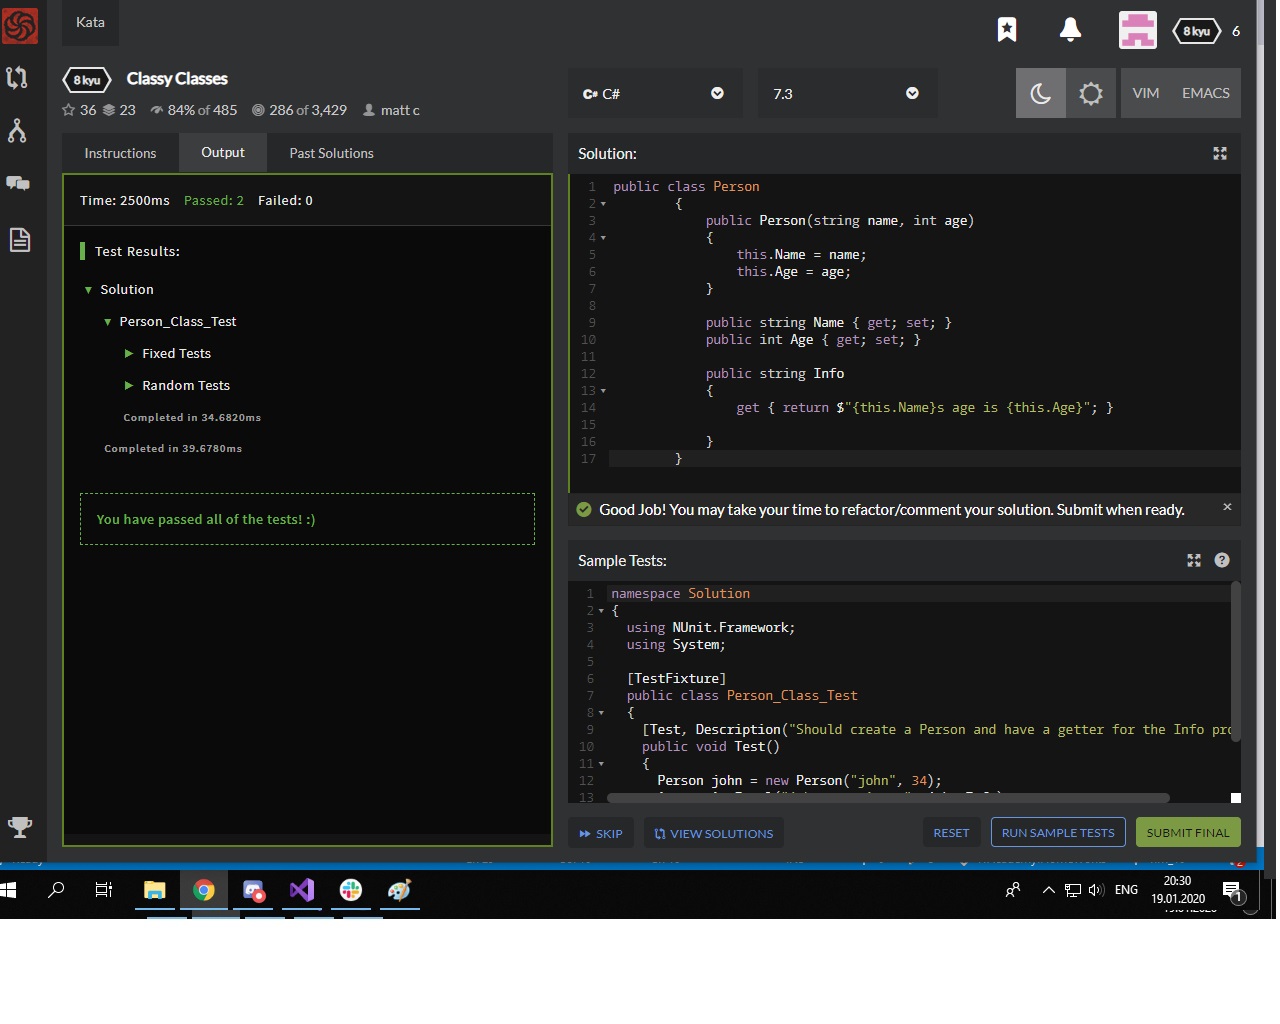 Kata
8 kyu 6
8 kyu Classy Classes
36 23 84% of 485 286 of 3,429 matt c
C# C#
7.3
VIM EMACS
Instructions Output Past Solutions
Time: 2500ms Passed: 2 Failed: 0
Test Results:
Solution
Person_Class_Test
Fixed Tests
Random Tests
Completed in 34.6820ms
Completed in 39.6780ms
You have passed all of the tests! :)
Solution:
1 public class Person
2 {
3 public Person(string name, int age)
4 {
5 this.Name = name;
6 this.Age = age;
7 }
8
9 public string Name { get; set; }
10 public int Age { get; set; }
11
12 public string Info
13 {
14 get { return $"{this.Name}s age is {this.Age}"; }
15
16 }
17 }
Good Job! You may take your time to refactor/comment your solution. Submit when ready. ×
Sample Tests: ?
1 namespace Solution
2 {
3 using NUnit.Framework;
4 using System;
5
6 [TestFixture]
7 public class Person_Class_Test
8 {
9 [Test, Description("Should create a Person and have a getter for the Info pro
10 public void Test()
11 {
12 Person john = new Person("john", 34);
13
SKIP VIEW SOLUTIONS RESET RUN SAMPLE TESTS SUBMIT FINAL
ENG
20:30
19.01.2020
1